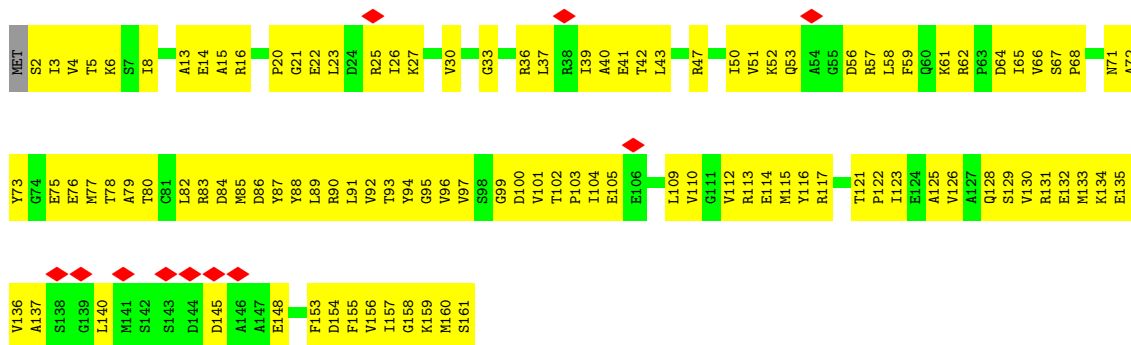 MET S2 I3 V4 T5 K6 S7 I8 A13 E14 A15 R16 P20 G21 E22 L23 D24 R25 I26 K27 V30 G33 R36 L37 R38 I39 A40 E41 T42 L43 R47 I50 V51 K52 Q53 A54 G55 D56 R57 L58 F59 Q60 K61 R62 P63 D64 I65 V66 S67 P68 N71 A72
Y73 G74 E75 E76 M77 T78 A79 T80 C81 L82 R83 D84 M85 D86 Y87 Y88 L89 R90 L91 V92 T93 Y94 G95 V96 V97 S98 G99 D100 V101 T102 P103 I104 E105 E106 L109 V110 G111 V112 R113 E114 M115 Y116 R117 T121 P122 I123 E124 A125 V126 A127 Q128 S129 V130 R131 E132 M133 K134 E135
V136 A137 S138 G139 L140 M141 S142 S143 D144 D145 A146 A147 E148 F153 D154 F155 V156 I157 G158 K159 M160 S161